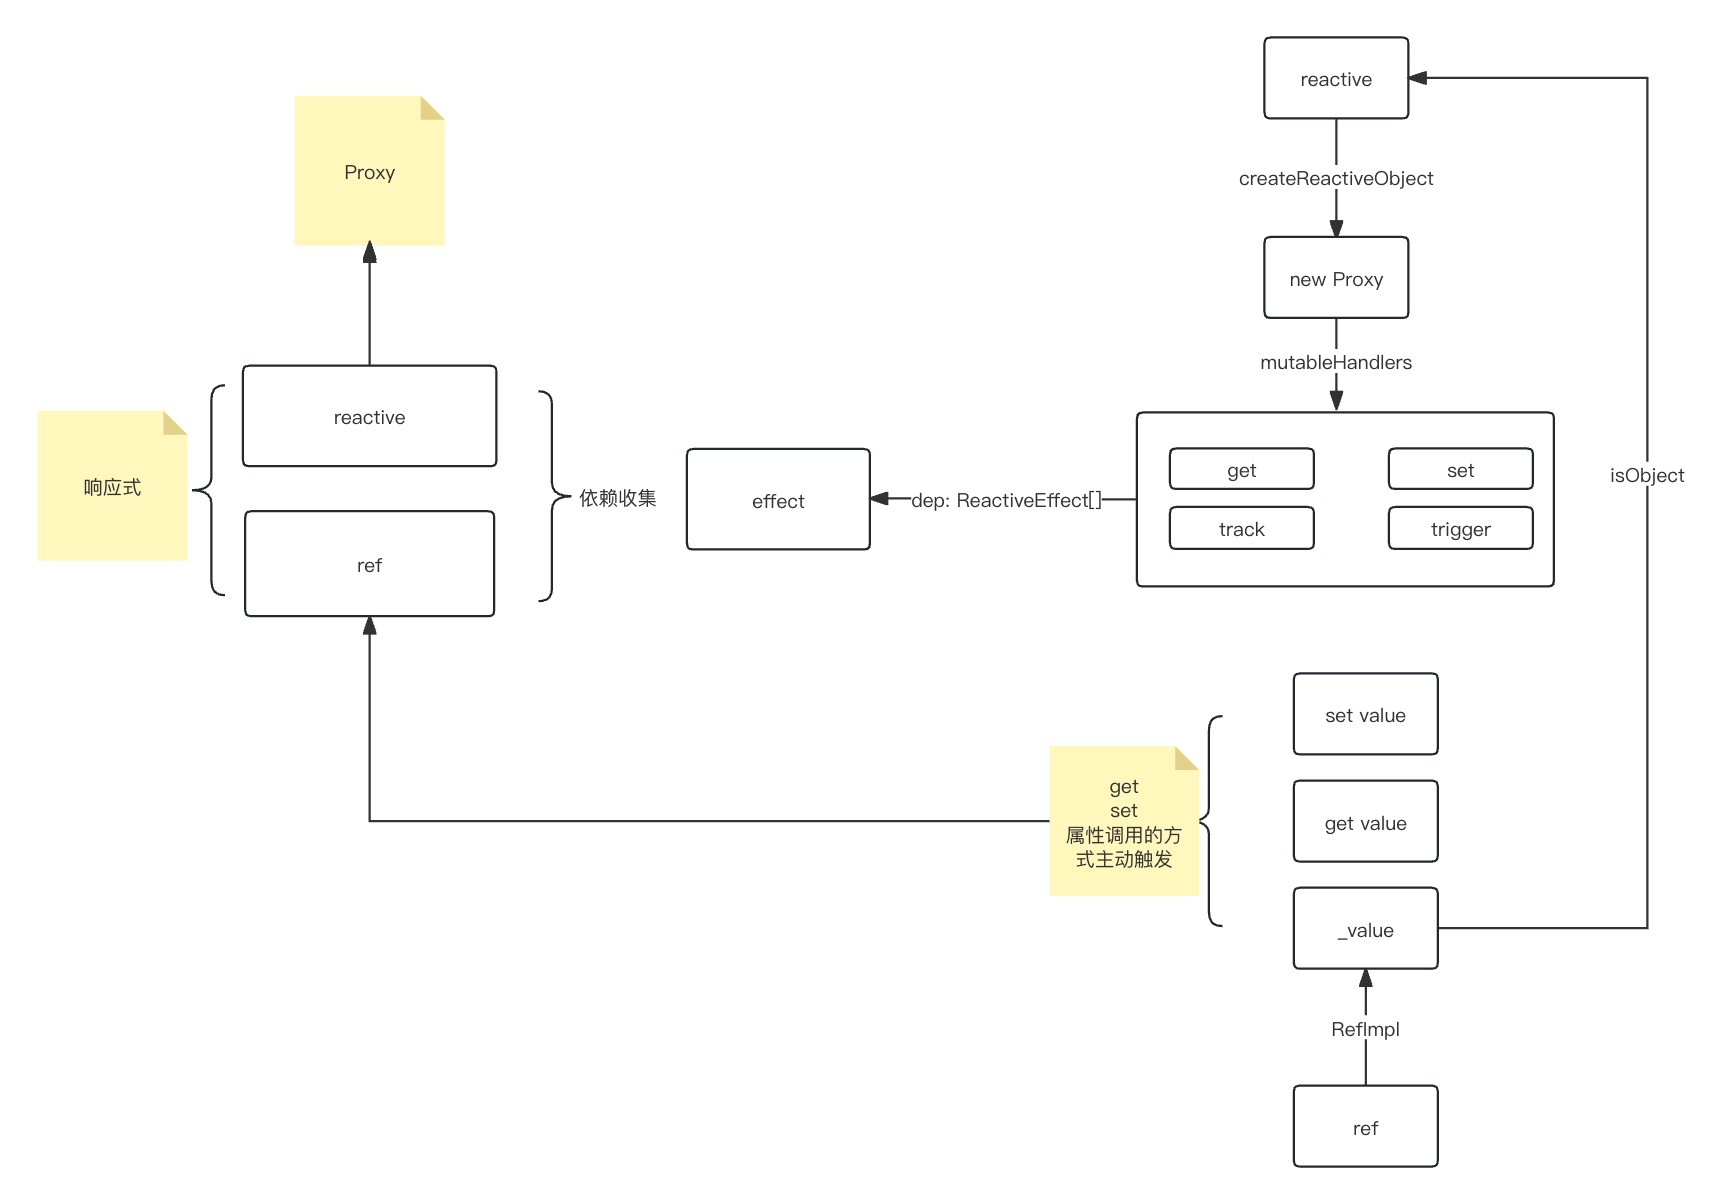 Proxy
响应式
reactive
ref
依赖收集
effect
dep: ReactiveEffect[]
reactive
createReactiveObject
new Proxy
mutableHandlers
get
set
track
trigger
isObject
get
set
属性调用的方
式主动触发
set value
get value
_value
RefImpl
ref